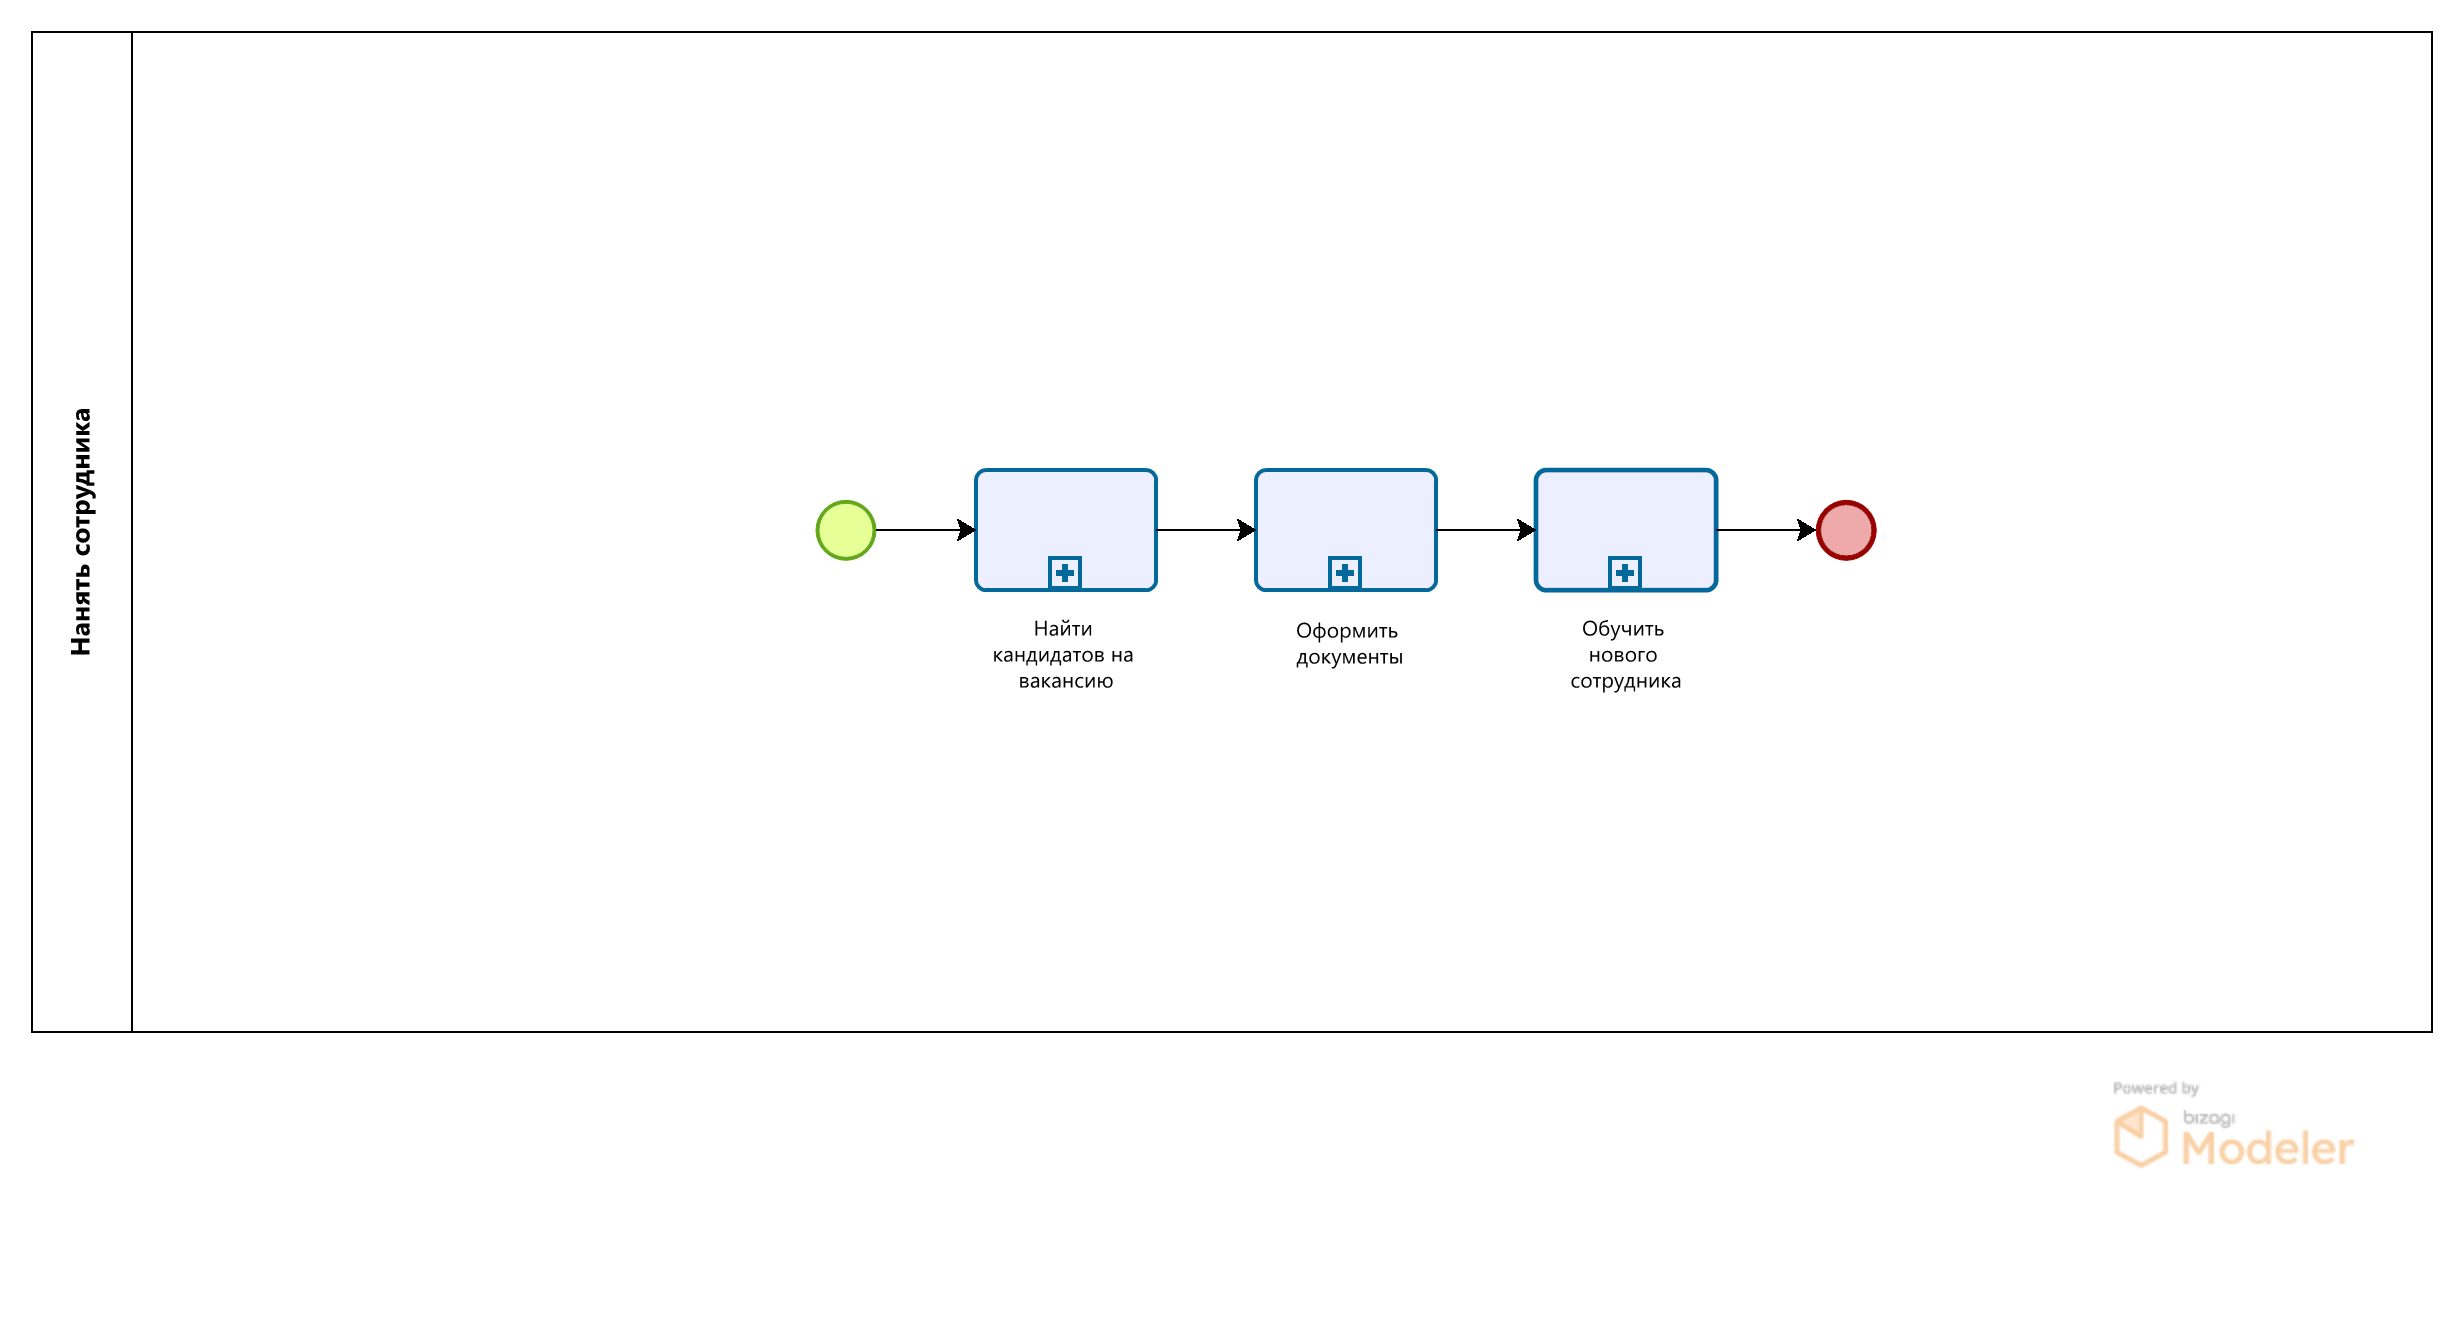 Нанять сотрудника
Найти
кандидатов на
вакансию
Оформить
документы
Обучить
нового
сотрудника
Powered by
bizagi
Modeler